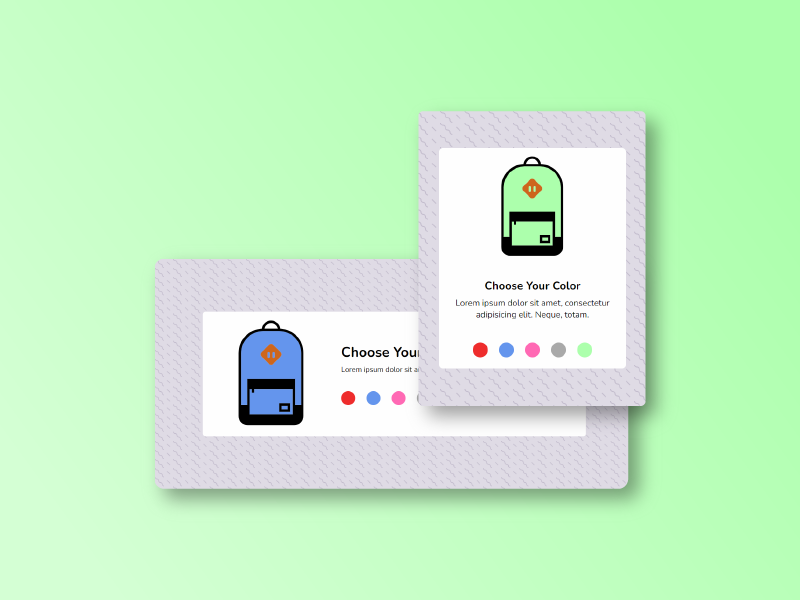 Choose Your Color
Lorem ipsum dolor sit amet, consectetur
adipisicing elit. Neque, totam.
Choose Your
Lorem ipsum dolor sit